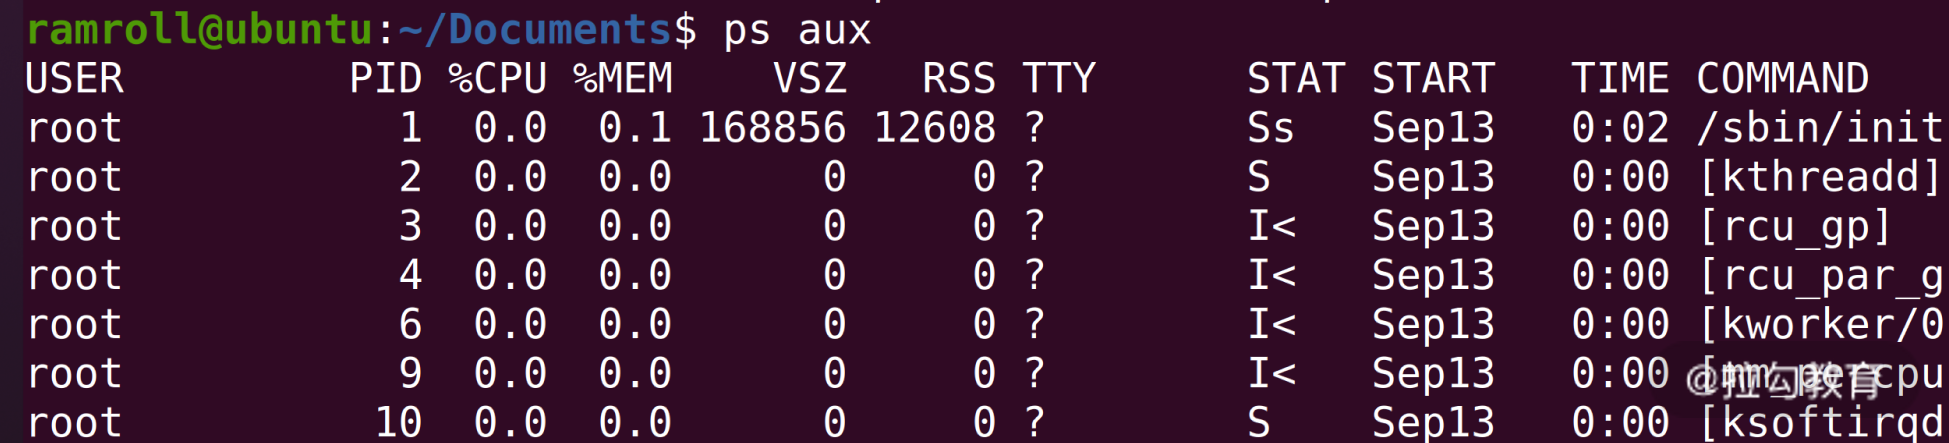 ramroll@ubuntu:~/Documents$ ps aux
USER         PID %CPU %MEM    VSZ   RSS TTY      STAT START   TIME COMMAND
root           1  0.0  0.1 168856 12608 ?        Ss   Sep13   0:02 /sbin/init
root           2  0.0  0.0      0     0 ?        S    Sep13   0:00 [kthreadd]
root           3  0.0  0.0      0     0 ?        I<   Sep13   0:00 [rcu_gp]
root           4  0.0  0.0      0     0 ?        I<   Sep13   0:00 [rcu_par_g
root           6  0.0  0.0      0     0 ?        I<   Sep13   0:00 [kworker/0
root           9  0.0  0.0      0     0 ?        I<   Sep13   0:00 [mm_percpu
@拉勾教育
root          10  0.0  0.0      0     0 ?        S    Sep13   0:00 [ksoftirqd